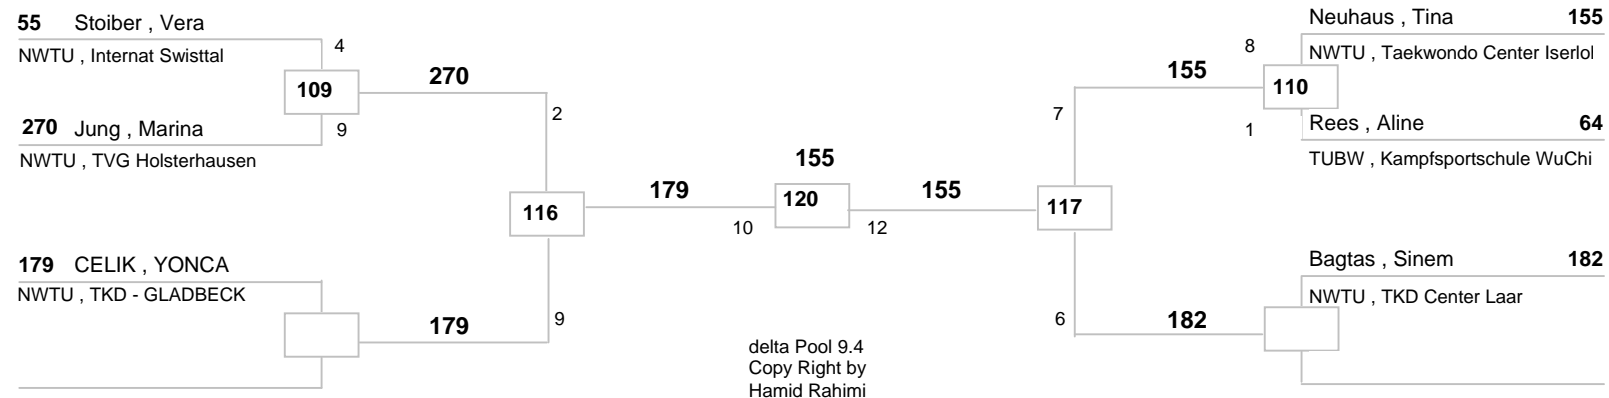 55 Stoiber , Vera
NWTU , Internat Swisttal
4
109
270
270 Jung , Marina
9
NWTU , TVG Holsterhausen
2
116
179
10
179 CELIK , YONCA
NWTU , TKD - GLADBECK
179
9
155
120
12
155
delta Pool 9.4
Copy Right by
Hamid Rahimi
Neuhaus , Tina 155
NWTU , Taekwondo Center Iserlol
8
155
110
7
1
Rees , Aline 64
TUBW , Kampfsportschule WuChi
117
Bagtas , Sinem 182
NWTU , TKD Center Laar
6
182